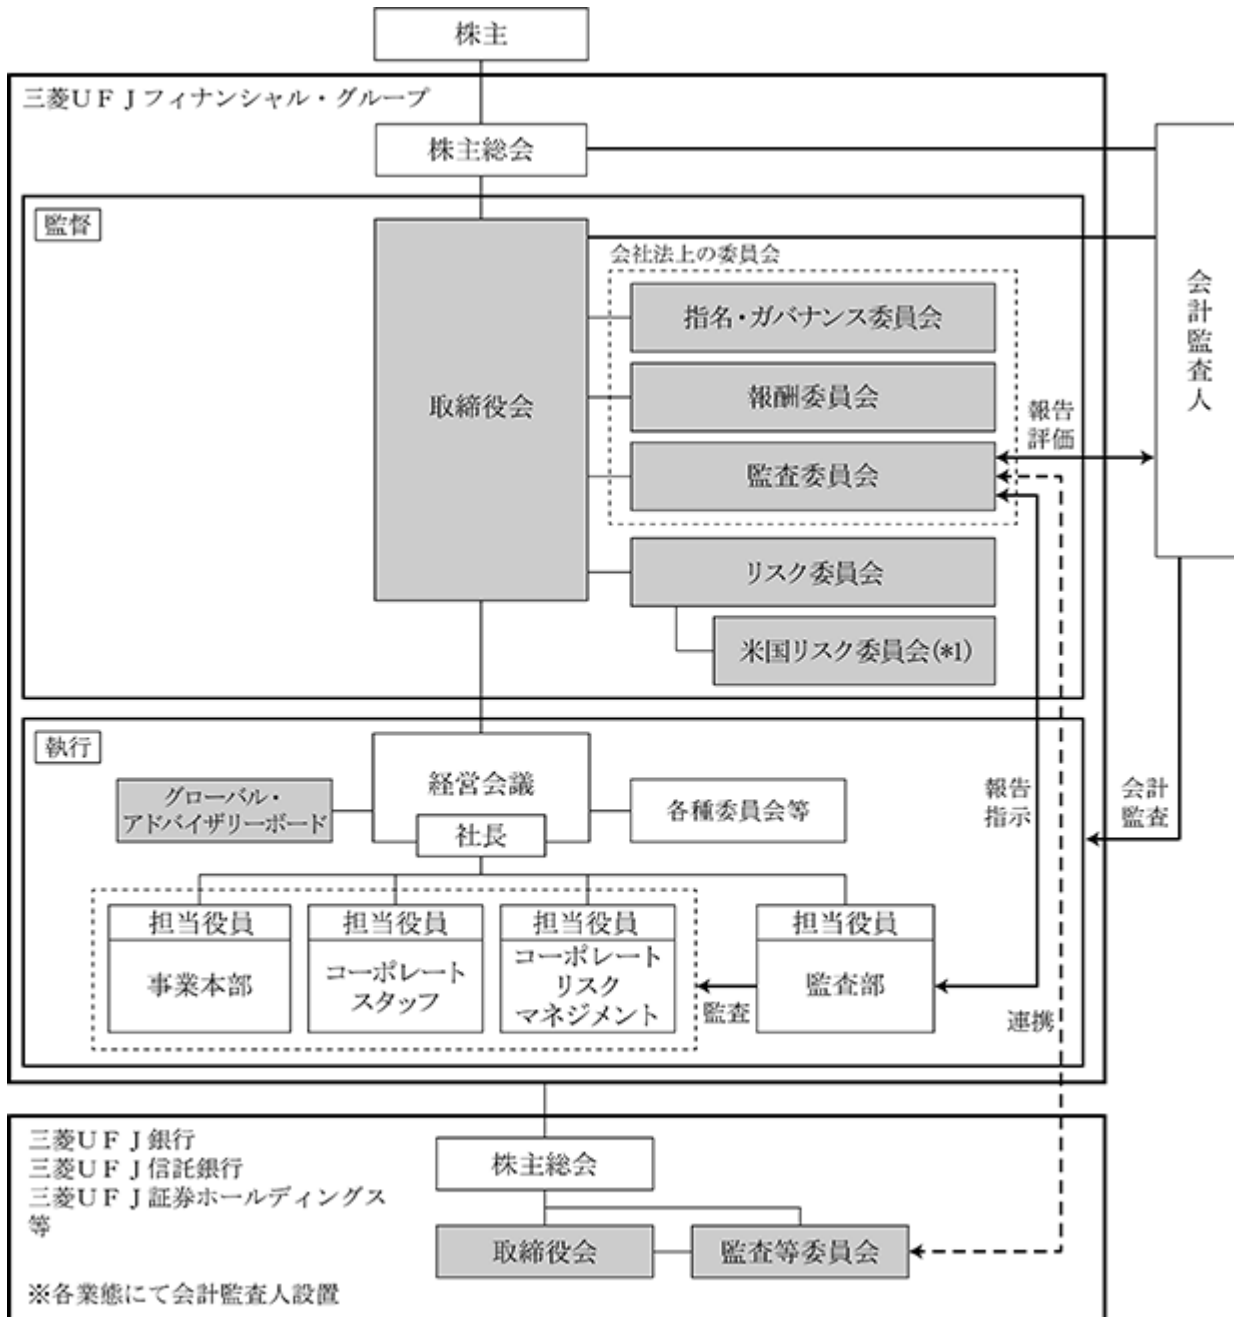 株主
三菱ＵＦＪフィナンシャル・グループ
株主総会
監督
会社法上の委員会
指名・ガバナンス委員会
取締役会
報酬委員会
監査委員会
リスク委員会
米国リスク委員会(*1)
会計監査人
報告
評価
執行
経営会議
社長
グローバル・
アドバイザリーボード
各種委員会等
報告
指示
会計
監査
担当役員
事業本部
担当役員
コーポレート
スタッフ
担当役員
コーポレート
リスク
マネジメント
監査
担当役員
監査部
連携
三菱ＵＦＪ銀行
三菱ＵＦＪ信託銀行
三菱ＵＦＪ証券ホールディングス
等
株主総会
取締役会
監査等委員会
※各業態にて会計監査人設置